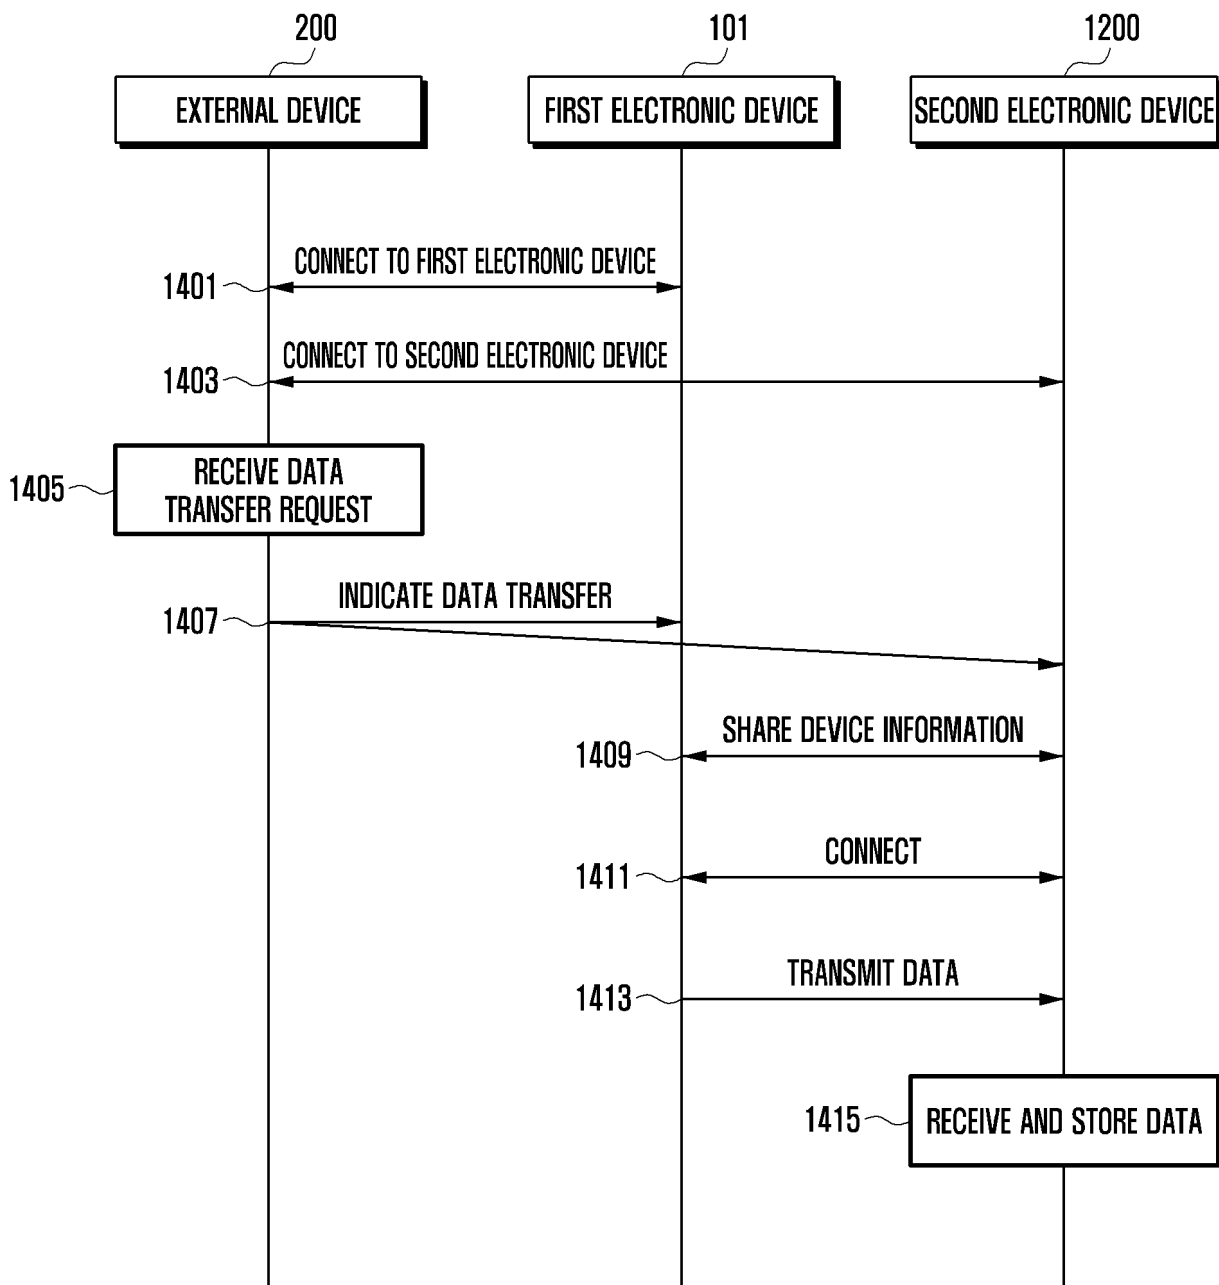 200
101
1200
EXTERNAL DEVICE
FIRST ELECTRONIC DEVICE
SECOND ELECTRONIC DEVICE
CONNECT TO FIRST ELECTRONIC DEVICE
1401
CONNECT TO SECOND ELECTRONIC DEVICE
1403
RECEIVE DATA
TRANSFER REQUEST
1405
INDICATE DATA TRANSFER
1407
SHARE DEVICE INFORMATION
1409
CONNECT
1411
TRANSMIT DATA
1413
1415
RECEIVE AND STORE DATA